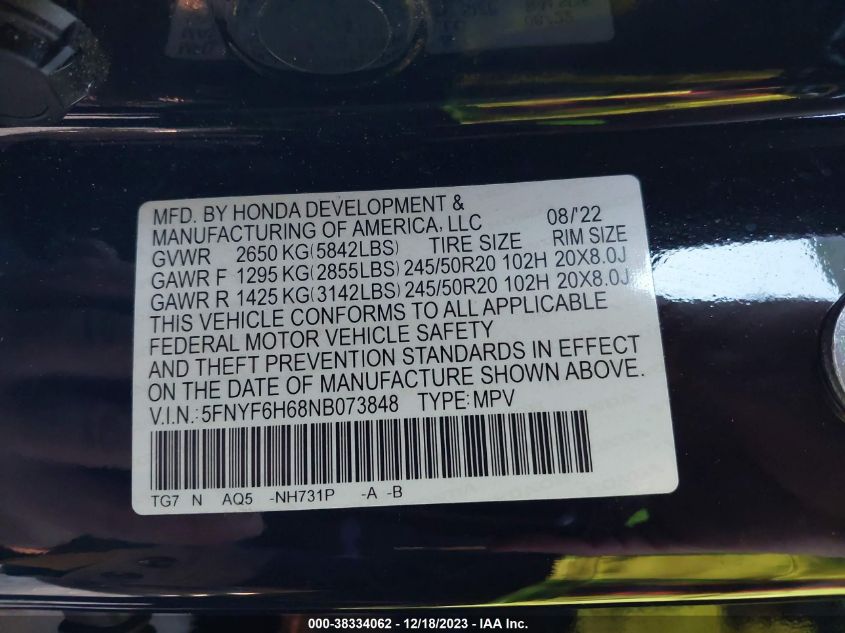 MFD. BY HONDA DEVELOPMENT &
MANUFACTURING OF AMERICA, LLC 08/'22
GVWR 2650 KG(5842LBS) TIRE SIZE RIM SIZE
GAWR F 1295 KG(2855LBS) 245/50R20 102H 20X8.0J
GAWR R 1425 KG(3142LBS) 245/50R20 102H 20X8.0J
THIS VEHICLE CONFORMS TO ALL APPLICABLE
FEDERAL MOTOR VEHICLE SAFETY
AND THEFT PREVENTION STANDARDS IN EFFECT
ON THE DATE OF MANUFACTURE SHOWN ABOVE.
V.I.N.:5FNYF6H68NB073848 TYPE:MPV
TG7 N AQ5 -NH731P -A -B
000-38334062 - 12/18/2023 - IAA Inc.